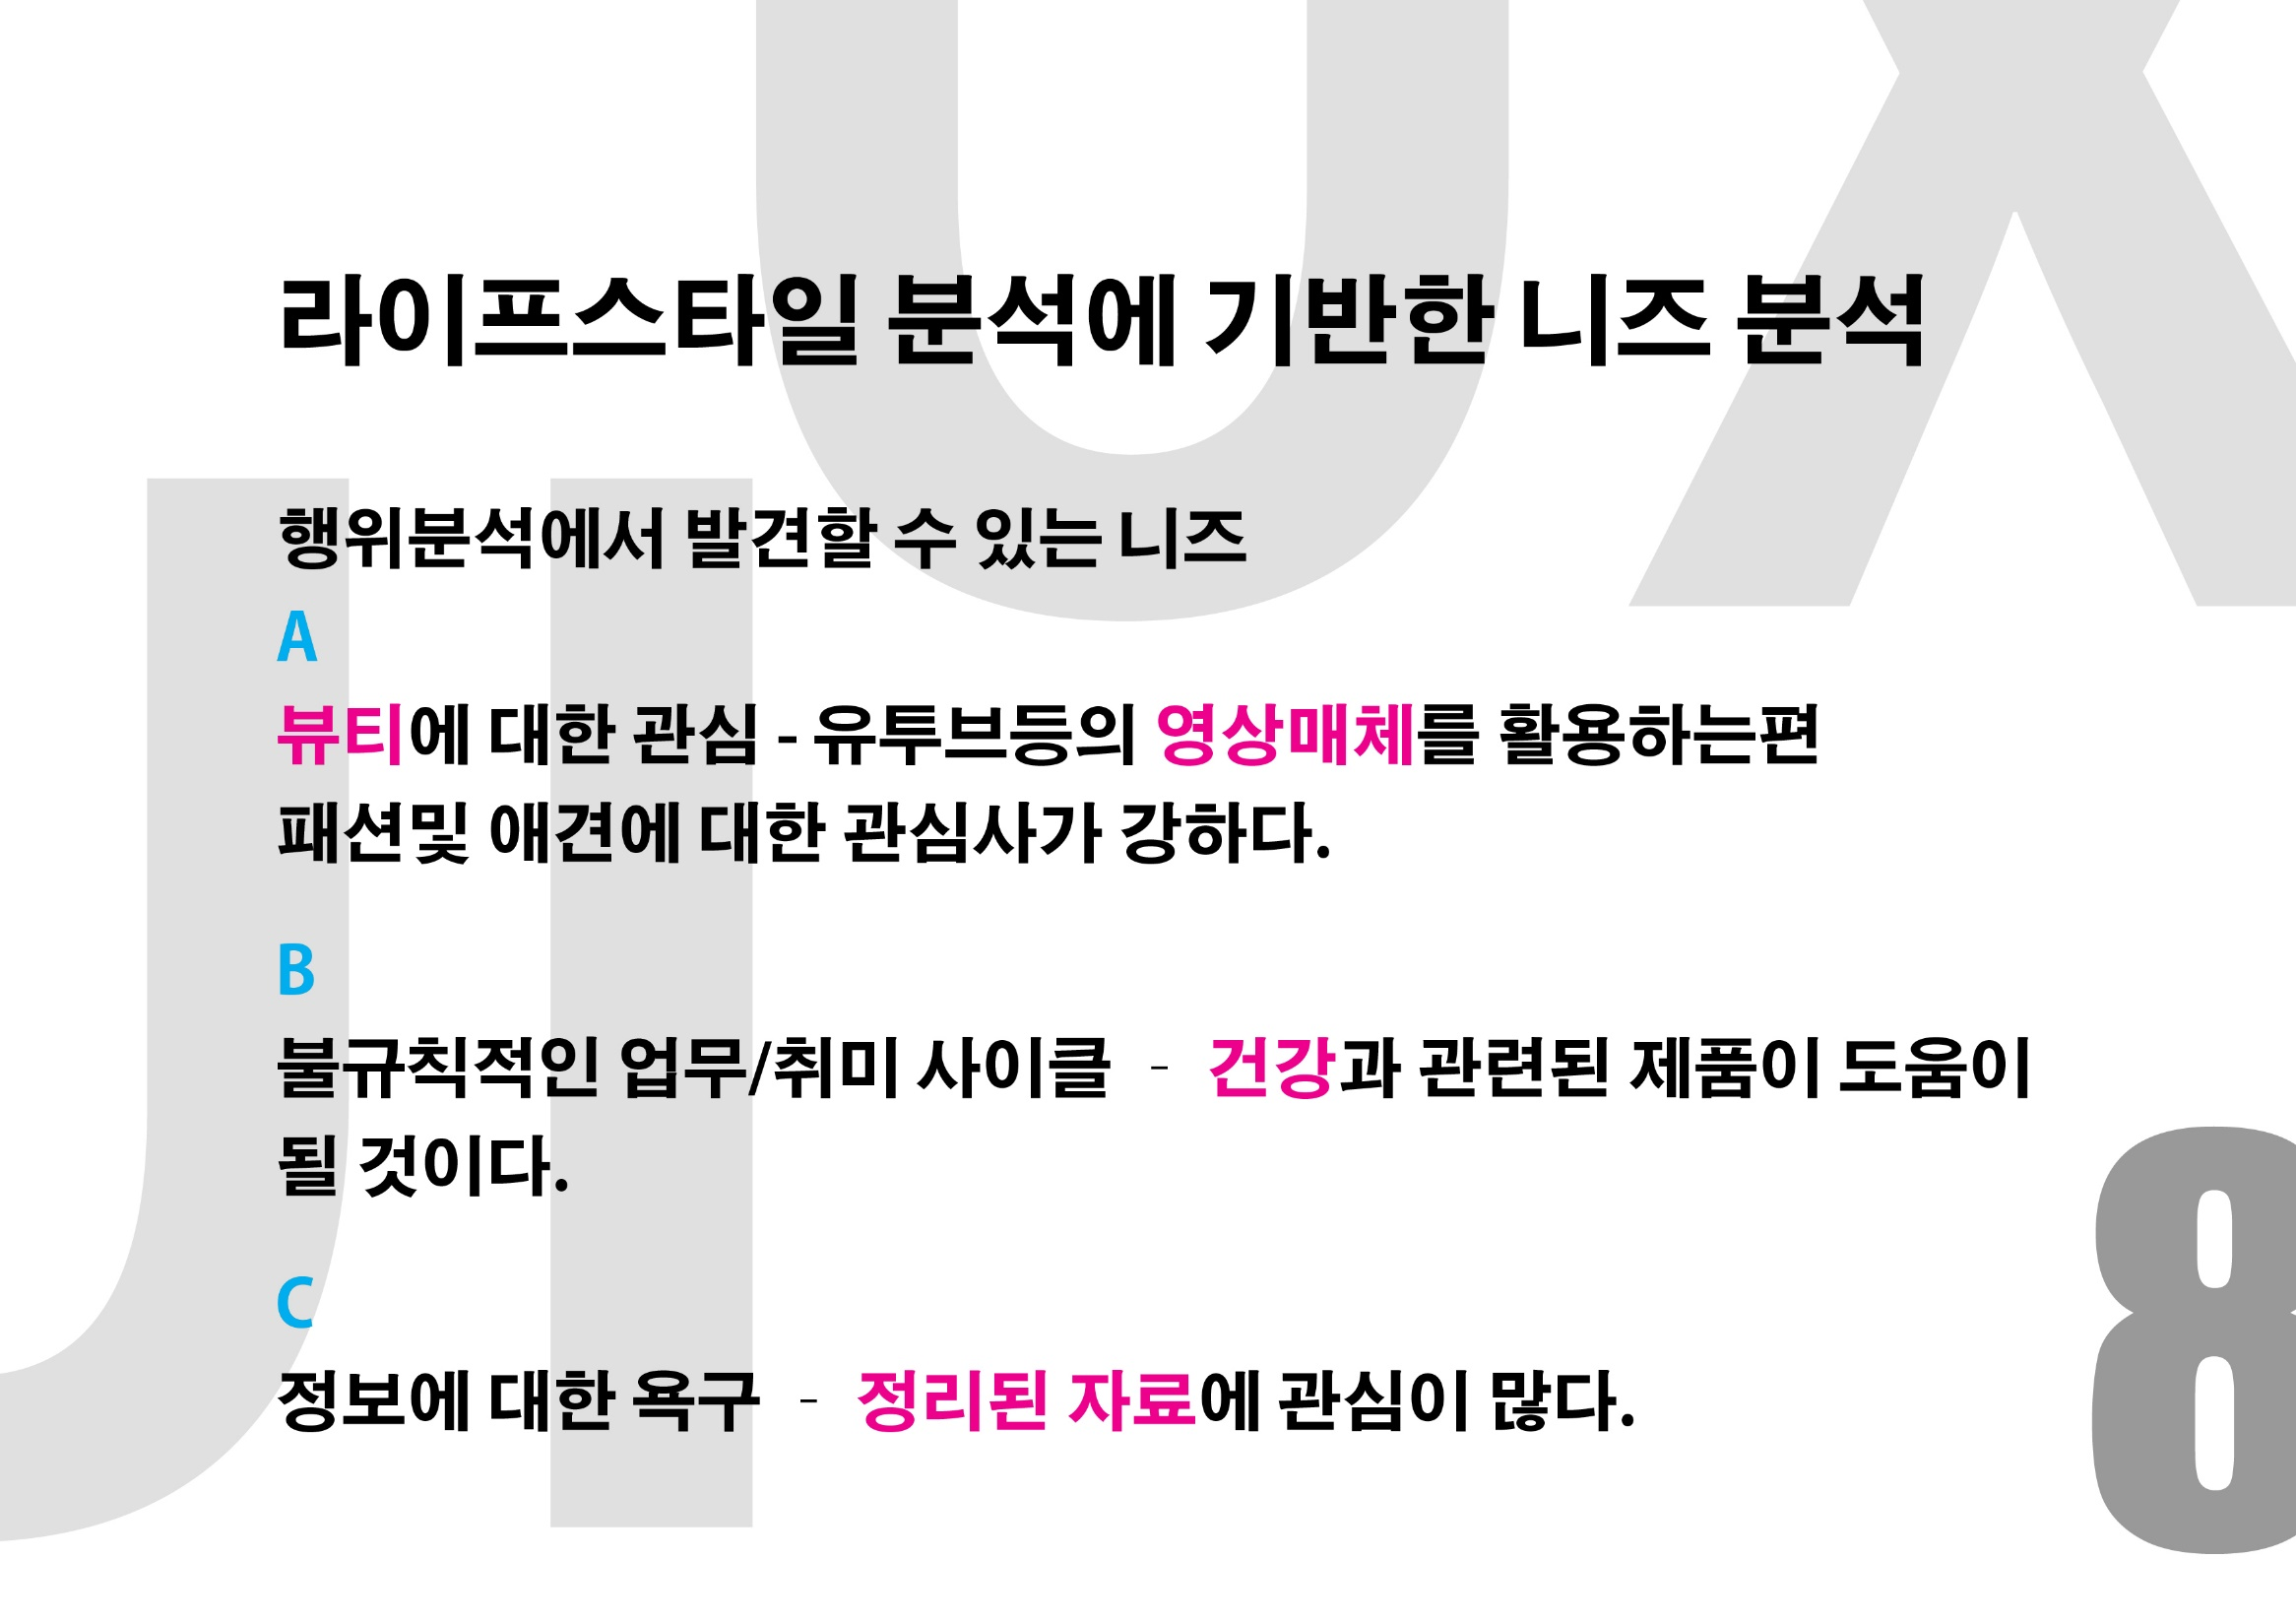 UX
UI
라이프스타일 분석에 기반한 니즈 분석
행위분석에서 발견할 수 있는 니즈
A
뷰티에 대한 관심 - 유투브등의 영상매체를 활용하는편
패션및 애견에 대한 관심사가 강하다.
B
불규칙적인 업무/취미 사이클 - 건강과 관련된 제품이 도움이
될 것이다.
C
정보에 대한 욕구 - 정리된 자료에 관심이 많다.
8